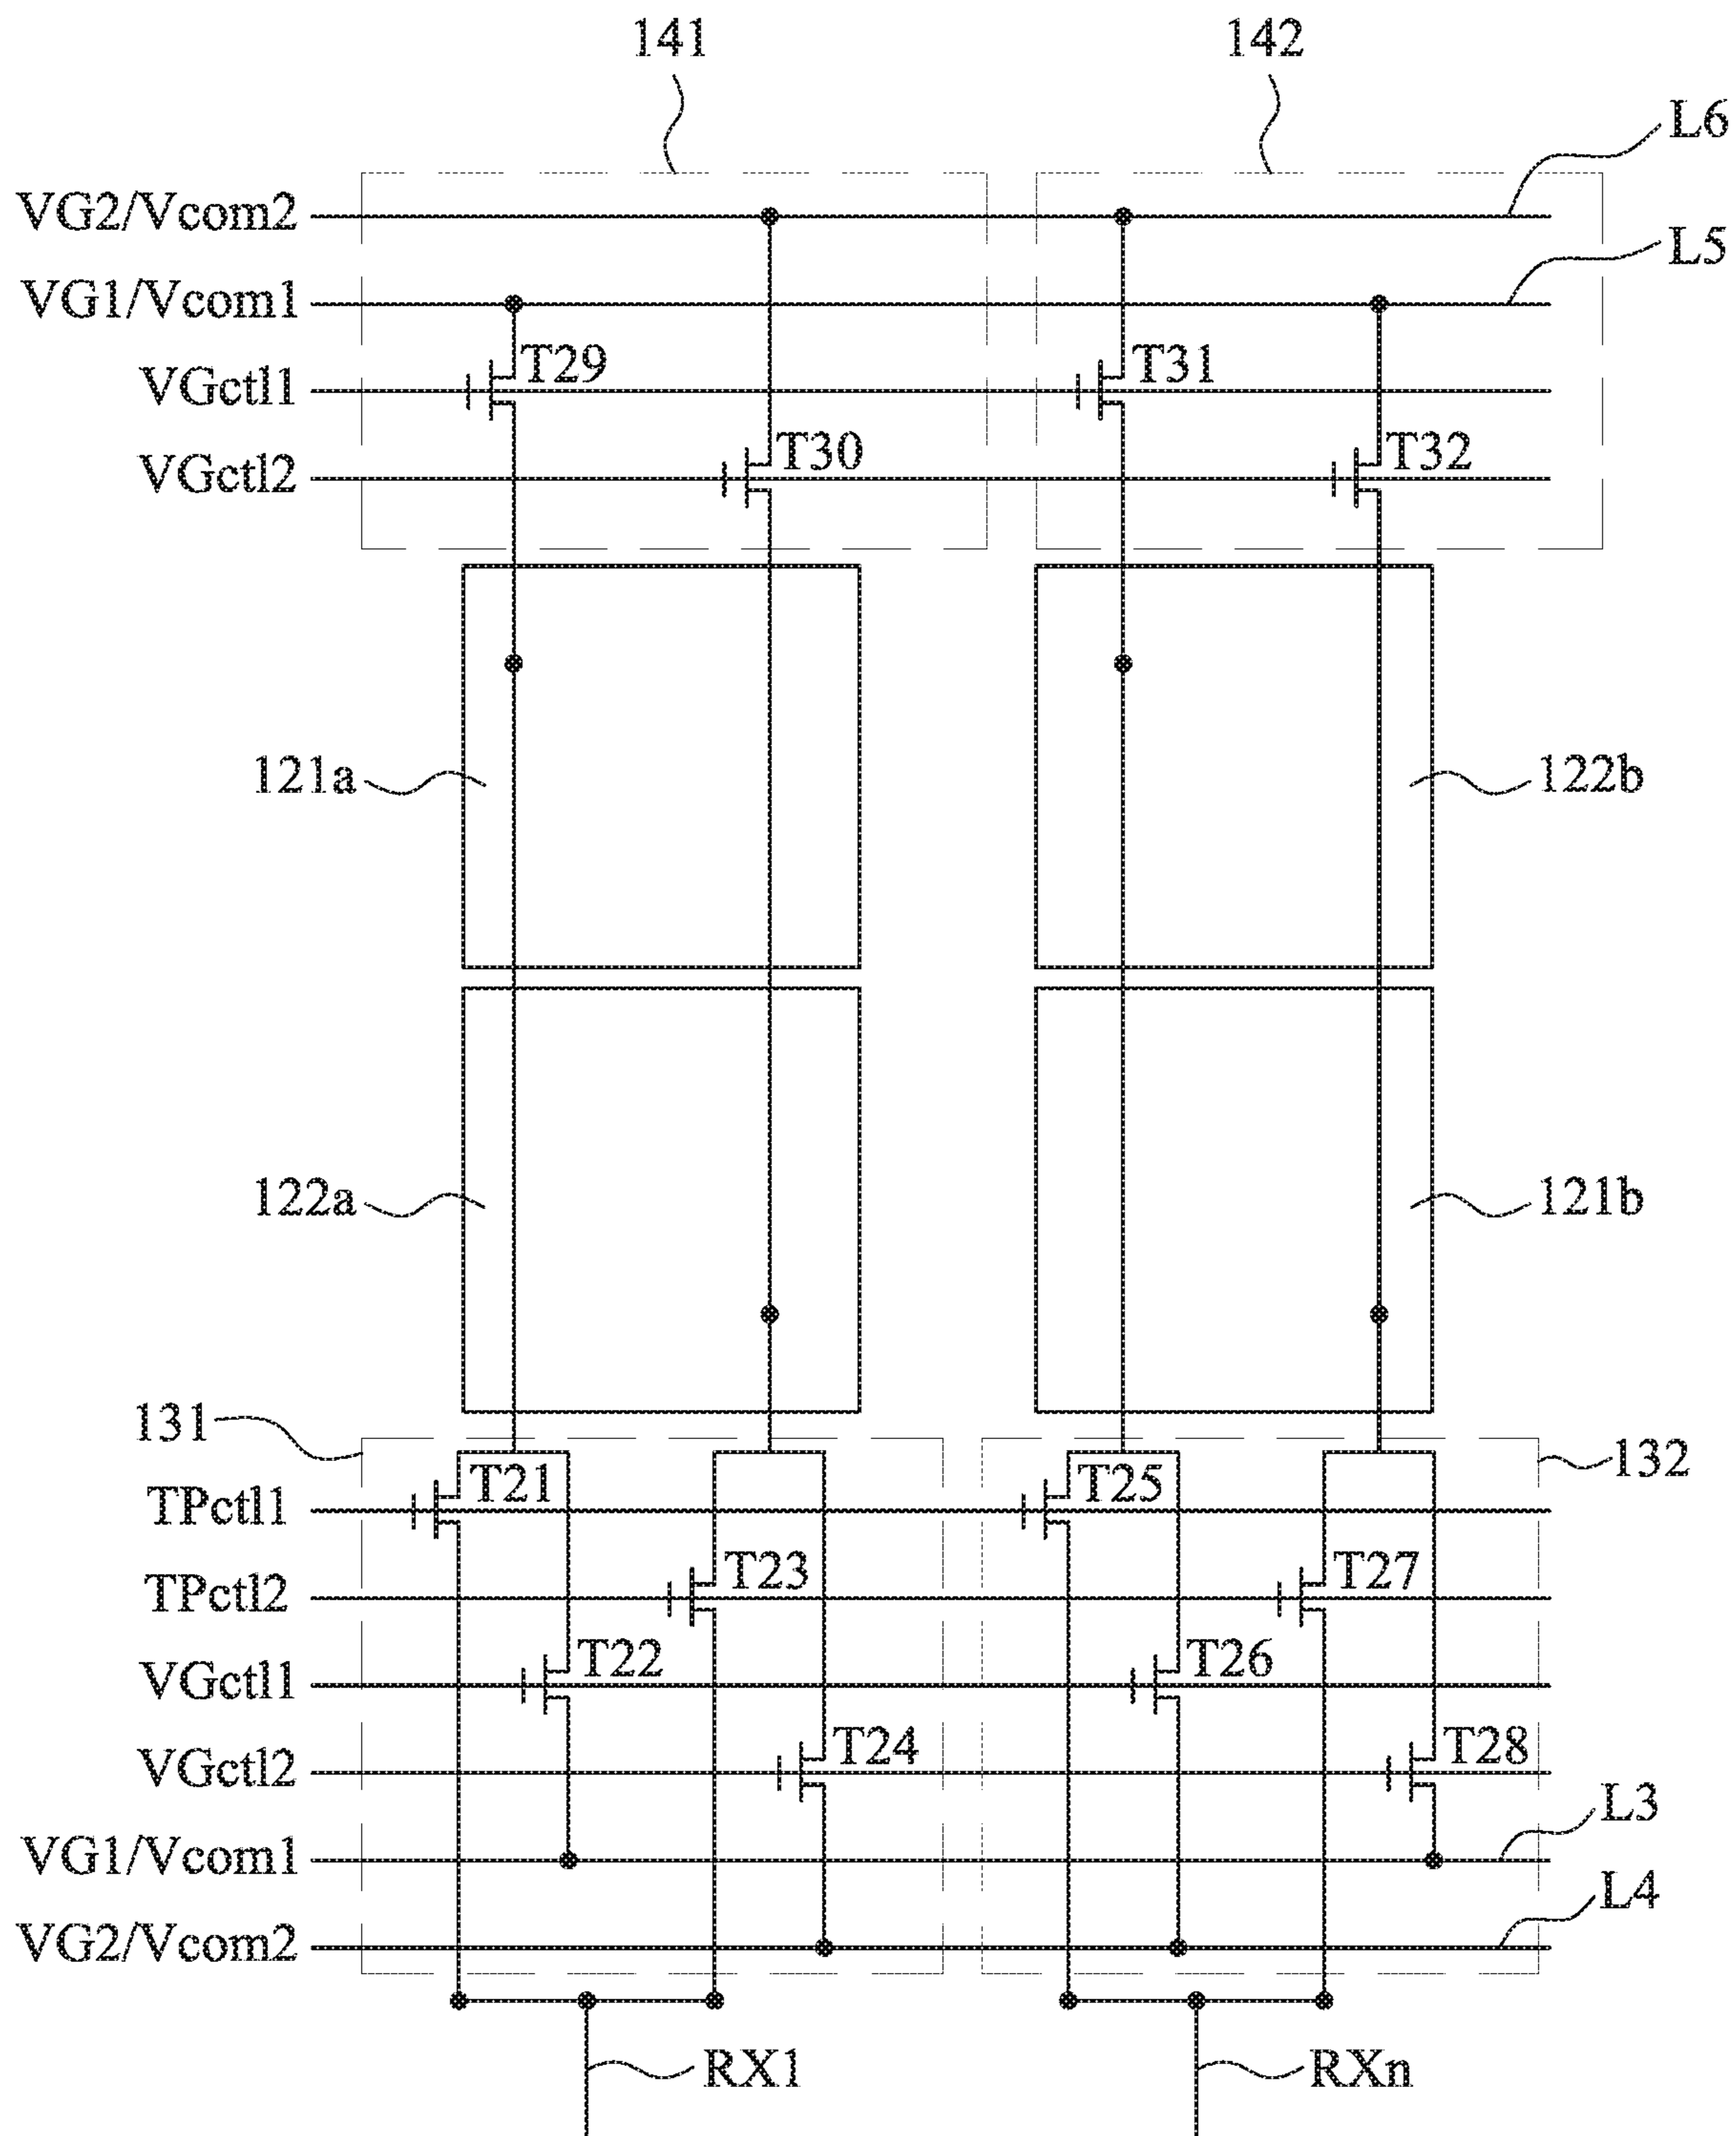 141
142
L6
VG2/Vcom2
L5
VG1/Vcom1
T29
T31
VGctl1
T30
T32
VGctl2
121a
122b
122a
121b
131
132
T21
T25
TPctl1
T23
T27
TPctl2
T22
T26
VGctl1
T24
T28
VGctl2
L3
VG1/Vcom1
L4
VG2/Vcom2
RX1
RXn